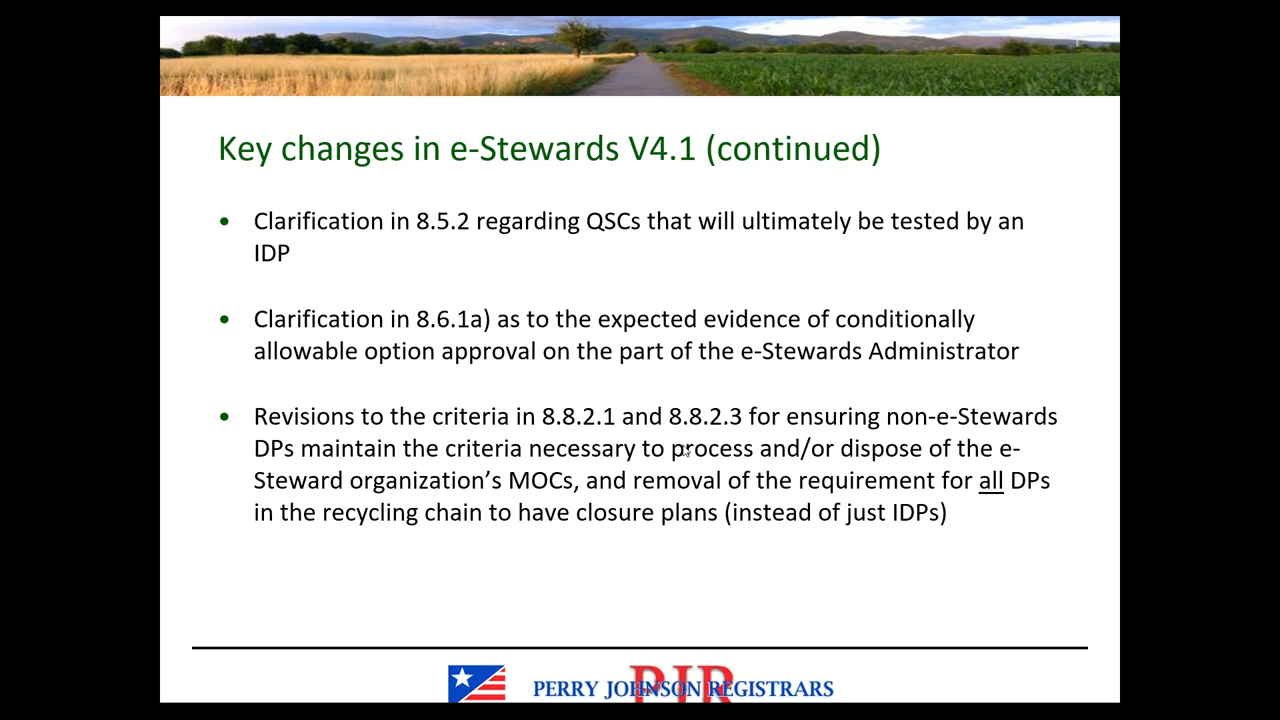 Key changes in e-Stewards V4.1 (continued)
• Clarification in 8.5.2 regarding QSCs that will ultimately be tested by an
IDP
• Clarification in 8.6.1a) as to the expected evidence of conditionally
allowable option approval on the part of the e-Stewards Administrator
• Revisions to the criteria in 8.8.2.1 and 8.8.2.3 for ensuring non-e-Stewards
DPs maintain the criteria necessary to process and/or dispose of the e-
Steward organization’s MOCs, and removal of the requirement for all DPs
in the recycling chain to have closure plans (instead of just IDPs)
PJR
PERRY JOHNSON REGISTRARS